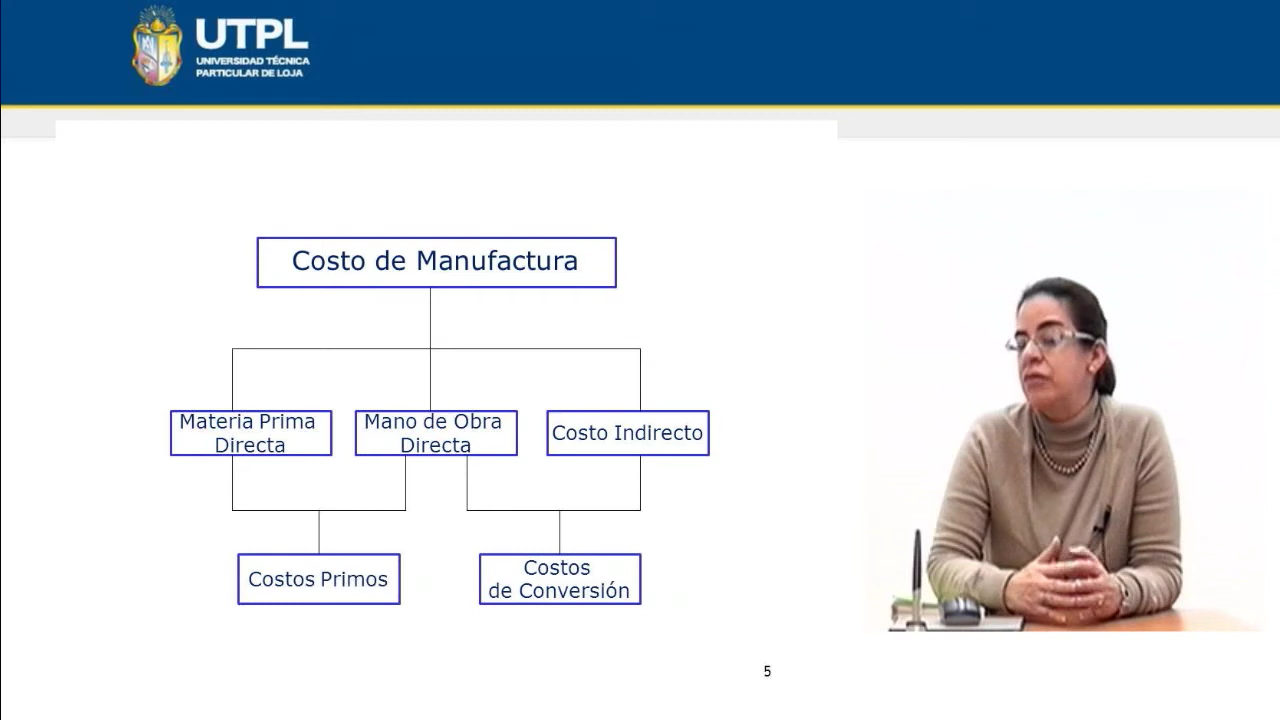 UTPL
UNIVERSIDAD TÉCNICA
PARTICULAR DE LOJA
Costo de Manufactura
Materia Prima
Directa
Mano de Obra
Directa
Costo Indirecto
Costos Primos
Costos
de Conversión
5